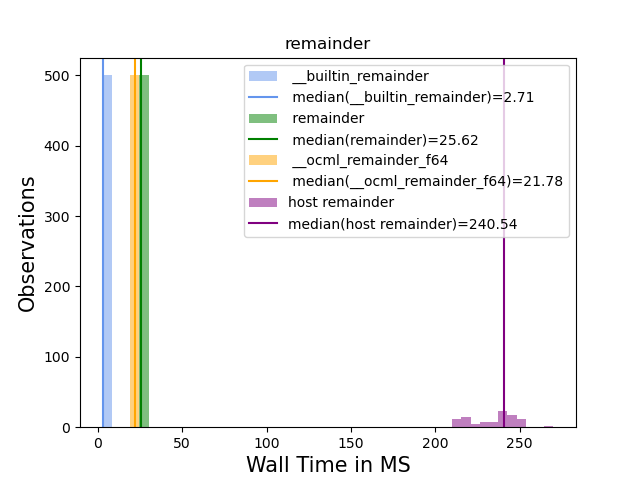 remainder
__builtin_remainder
median(__builtin_remainder)=2.71
remainder
median(remainder)=25.62
__ocml_remainder_f64
median(__ocml_remainder_f64)=21.78
host remainder
median(host remainder)=240.54
Observations
500
400
300
200
100
0
0 50 100 150 200 250
Wall Time in MS